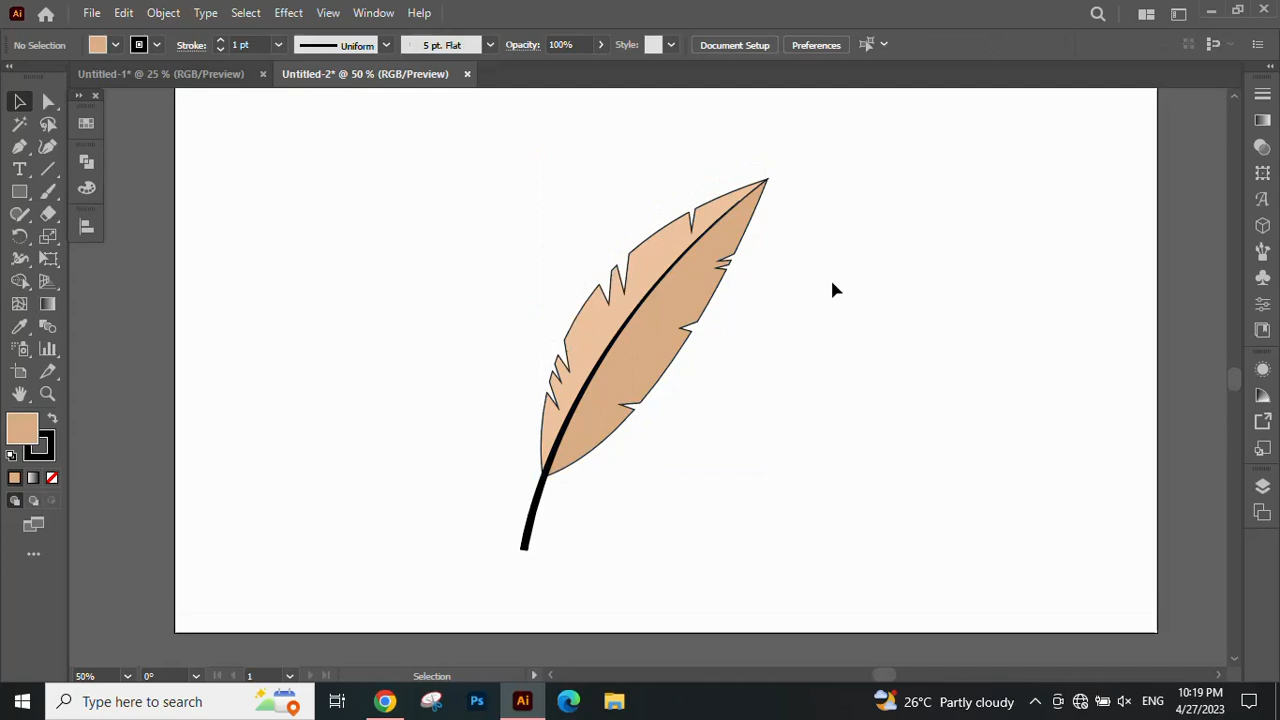 Ai File Edit Object Type Select Effect View Window Help
No Selection Stroke: 1 pt Uniform 5 pt. Flat Opacity: 100% Style: Document Setup Preferences
Untitled-1* @ 25 % (RGB/Preview) Untitled-2* @ 50 % (RGB/Preview)
50% 0° 1 Selection
Type here to search Ps Ai 26°C Partly cloudy ENG 10:19 PM
4/27/2023